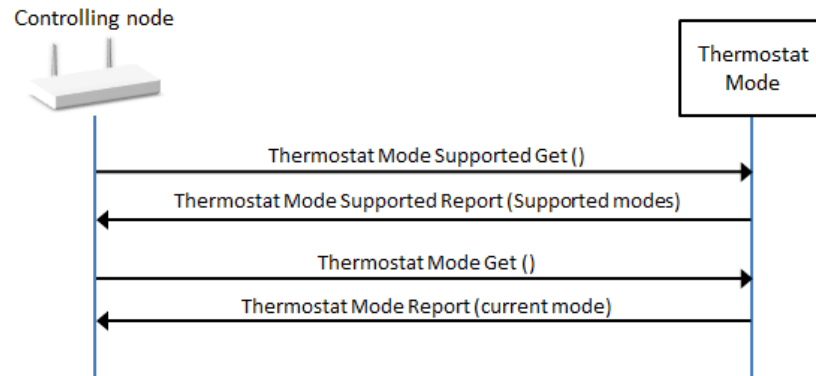 Controlling node
Thermostat
Mode
Thermostat Mode Supported Get ()
Thermostat Mode Supported Report (Supported modes)
Thermostat Mode Get ()
Thermostat Mode Report (current mode)